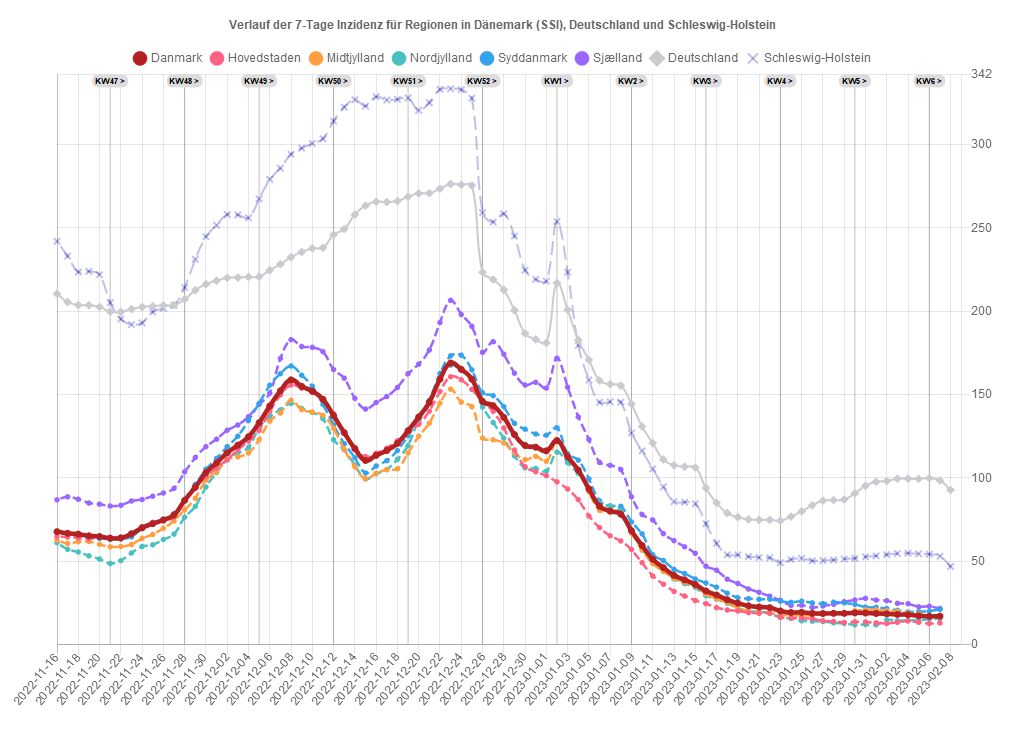 Verlauf der 7-Tage Inzidenz für Regionen in Dänemark (SSI), Deutschland und Schleswig-Holstein
Danmark Hovedstaden Midtjylland Nordjylland Syddanmark Sjælland Deutschland Schleswig-Holstein
KW47 > KW48 > KW49 > KW50 > KW51 > KW52 > KW1 > KW2 > KW3 > KW4 > KW5 > KW6 >
342
300
250
200
150
100
50
0
2022-11-16 2022-11-18 2022-11-20 2022-11-22 2022-11-24 2022-11-26 2022-11-28 2022-11-30 2022-12-02 2022-12-04 2022-12-06 2022-12-08 2022-12-10 2022-12-12 2022-12-14 2022-12-16 2022-12-18 2022-12-20 2022-12-22 2022-12-24 2022-12-26 2022-12-28 2022-12-30 2023-01-01 2023-01-03 2023-01-05 2023-01-07 2023-01-09 2023-01-11 2023-01-13 2023-01-15 2023-01-17 2023-01-19 2023-01-21 2023-01-23 2023-01-25 2023-01-27 2023-01-29 2023-01-31 2023-02-02 2023-02-04 2023-02-06 2023-02-08